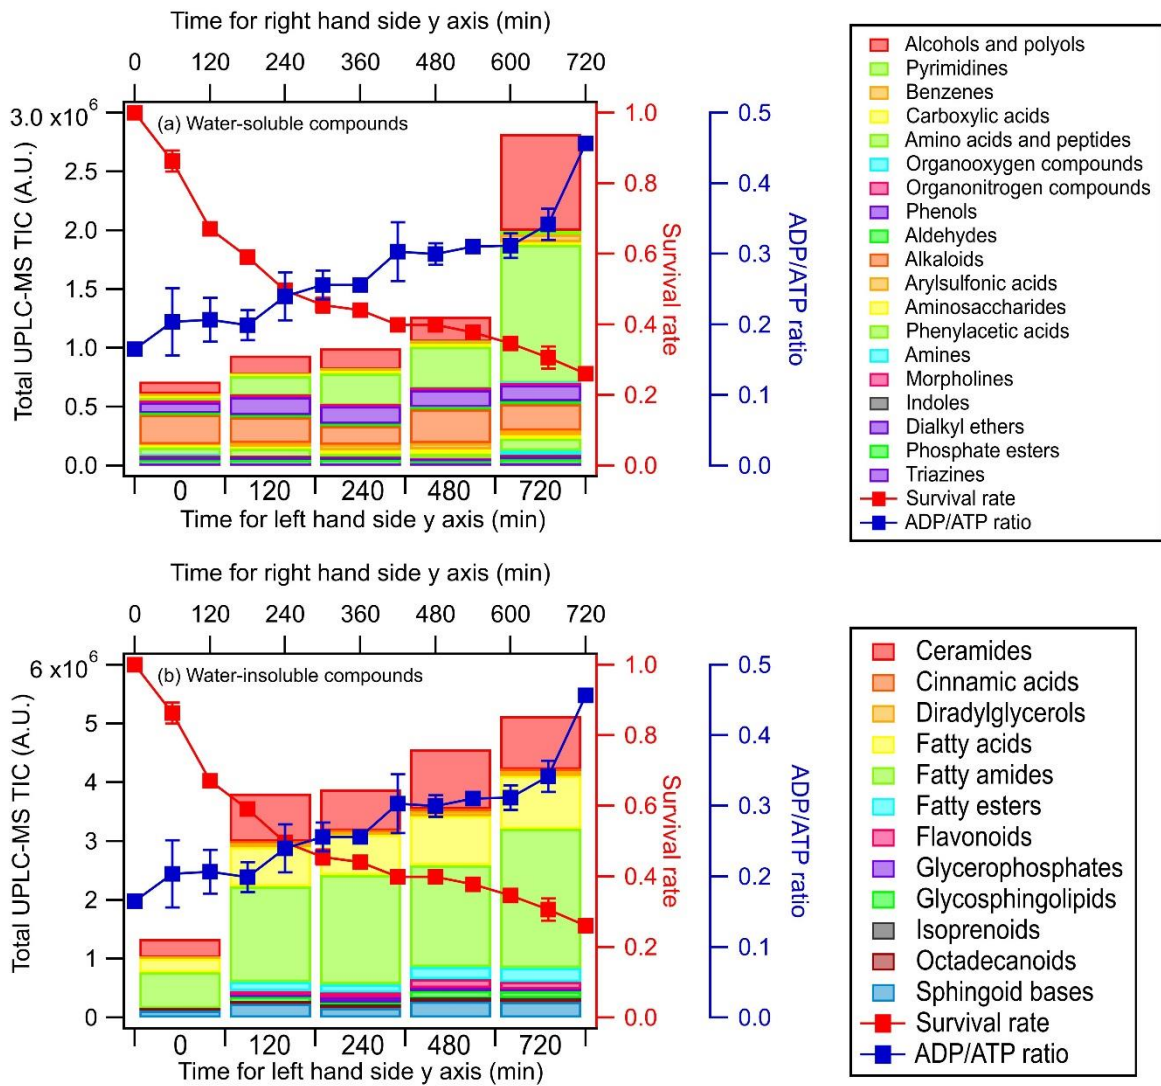 Time for right hand side y axis (min)
0 120 240 360 480 600 720
Total UPLC-MS TIC (A.U.)
3.0 x10^6
2.5
2.0
1.5
1.0
0.5
0.0
(a) Water-soluble compounds
1.0
0.8
0.6
0.4
0.2
0.0
Survival rate
0.5
0.4
0.3
0.2
0.1
0.0
ADP/ATP ratio
0 120 240 480 720
Time for left hand side y axis (min)
Alcohols and polyols
Pyrimidines
Benzenes
Carboxylic acids
Amino acids and peptides
Organooxygen compounds
Organonitrogen compounds
Phenols
Aldehydes
Alkaloids
Arylsulfonic acids
Aminosaccharides
Phenylacetic acids
Amines
Morpholines
Indoles
Dialkyl ethers
Phosphate esters
Triazines
Survival rate
ADP/ATP ratio
Time for right hand side y axis (min)
0 120 240 360 480 600 720
Total UPLC-MS TIC (A.U.)
6 x10^6
5
4
3
2
1
0
(b) Water-insoluble compounds
1.0
0.8
0.6
0.4
0.2
0.0
Survival rate
0.5
0.4
0.3
0.2
0.1
0.0
ADP/ATP ratio
0 120 240 480 720
Time for left hand side y axis (min)
Ceramides
Cinnamic acids
Diradylglycerols
Fatty acids
Fatty amides
Fatty esters
Flavonoids
Glycerophosphates
Glycosphingolipids
Isoprenoids
Octadecanoids
Sphingoid bases
Survival rate
ADP/ATP ratio